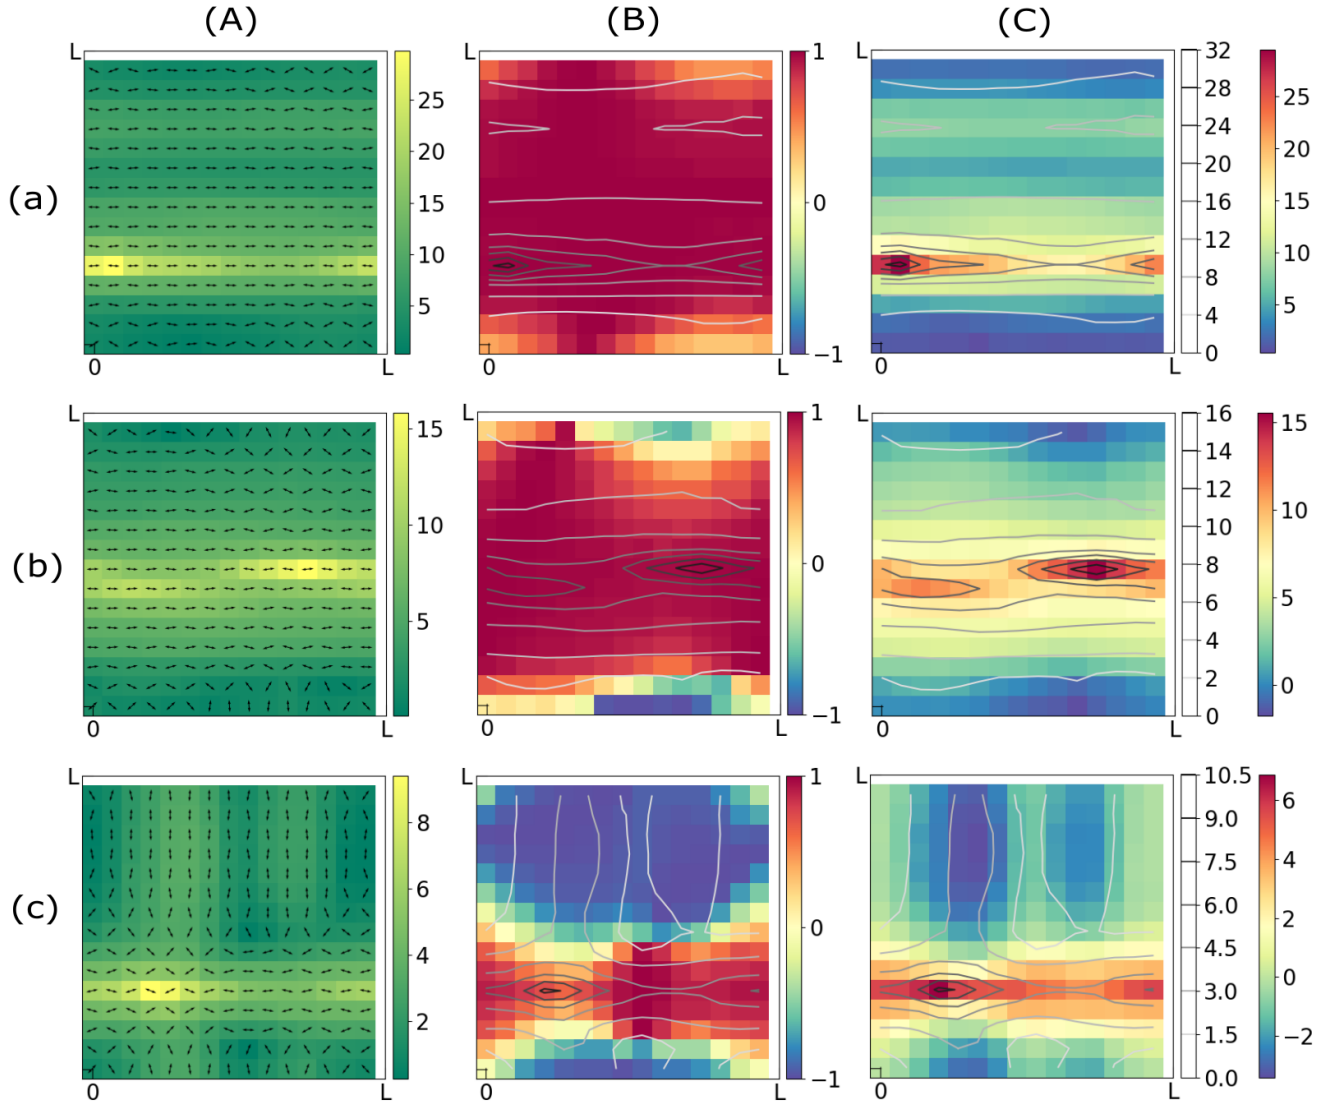 (A) (B) (C)
(a)
L 25 20 15 10 5 0 L
1 0 −1 0
32 28 24 20 16 12 8 4 0 25 20 15 10 5 0 L
(b)
L 15 10 5 0 L
L 1 0 −1 0 L
16 14 12 10 8 6 4 2 0 15 10 5 0 0 L
(c)
L 8 6 4 2 0 L
L 1 0 −1 0 L
L 10.5 9.0 7.5 6.0 4.5 3.0 1.5 0.0 6 4 2 0 −2 0 L